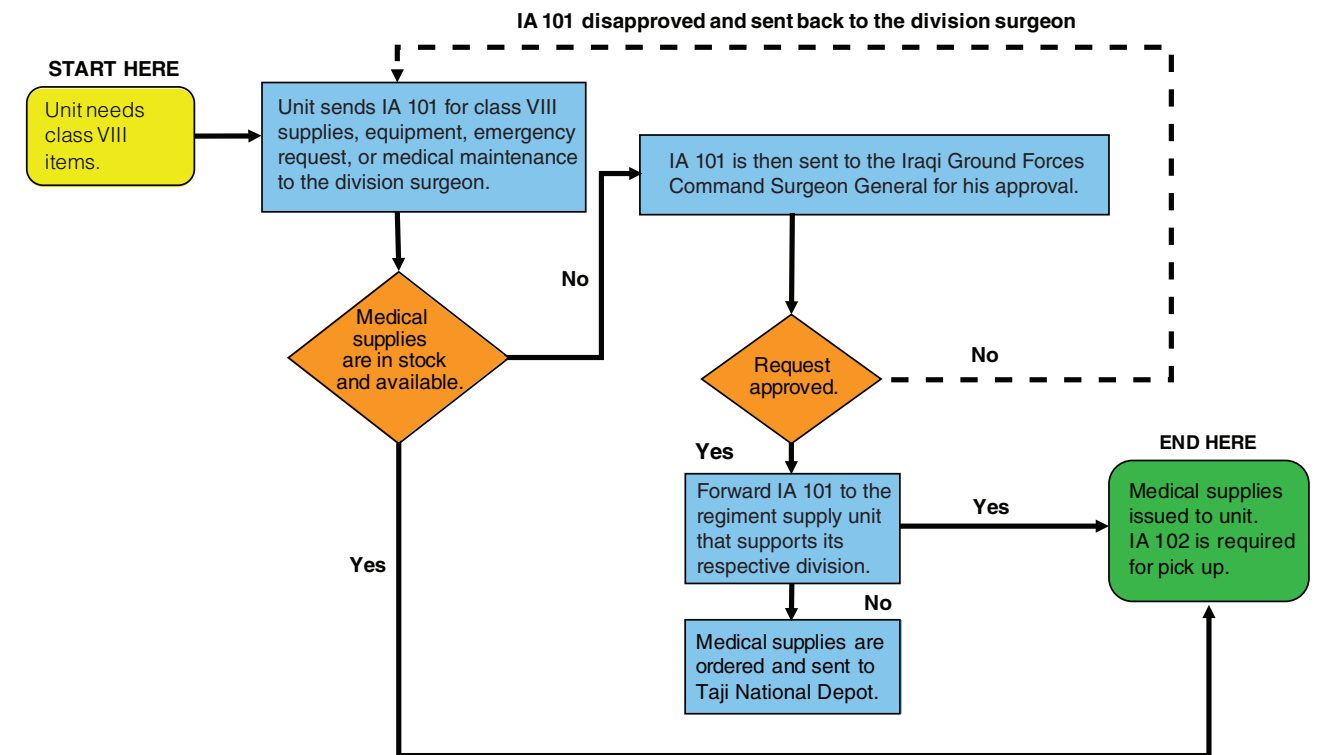 IA 101 disapproved and sent back to the division surgeon
START HERE
Unit needs
class VIII
items.
Unit sends IA 101 for class VIII
supplies, equipment, emergency
request, or medical maintenance
to the division surgeon.
IA 101 is then sent to the Iraqi Ground Forces
Command Surgeon General for his approval.
No
Medical
supplies
are in stock
and available.
Request
approved.
No
Yes
Yes
Forward IA 101 to the
regiment supply unit
that supports its
respective division.
Yes
No
Medical supplies are
ordered and sent to
Taji National Depot.
END HERE
Medical supplies
issued to unit.
IA 102 is required
for pick up.